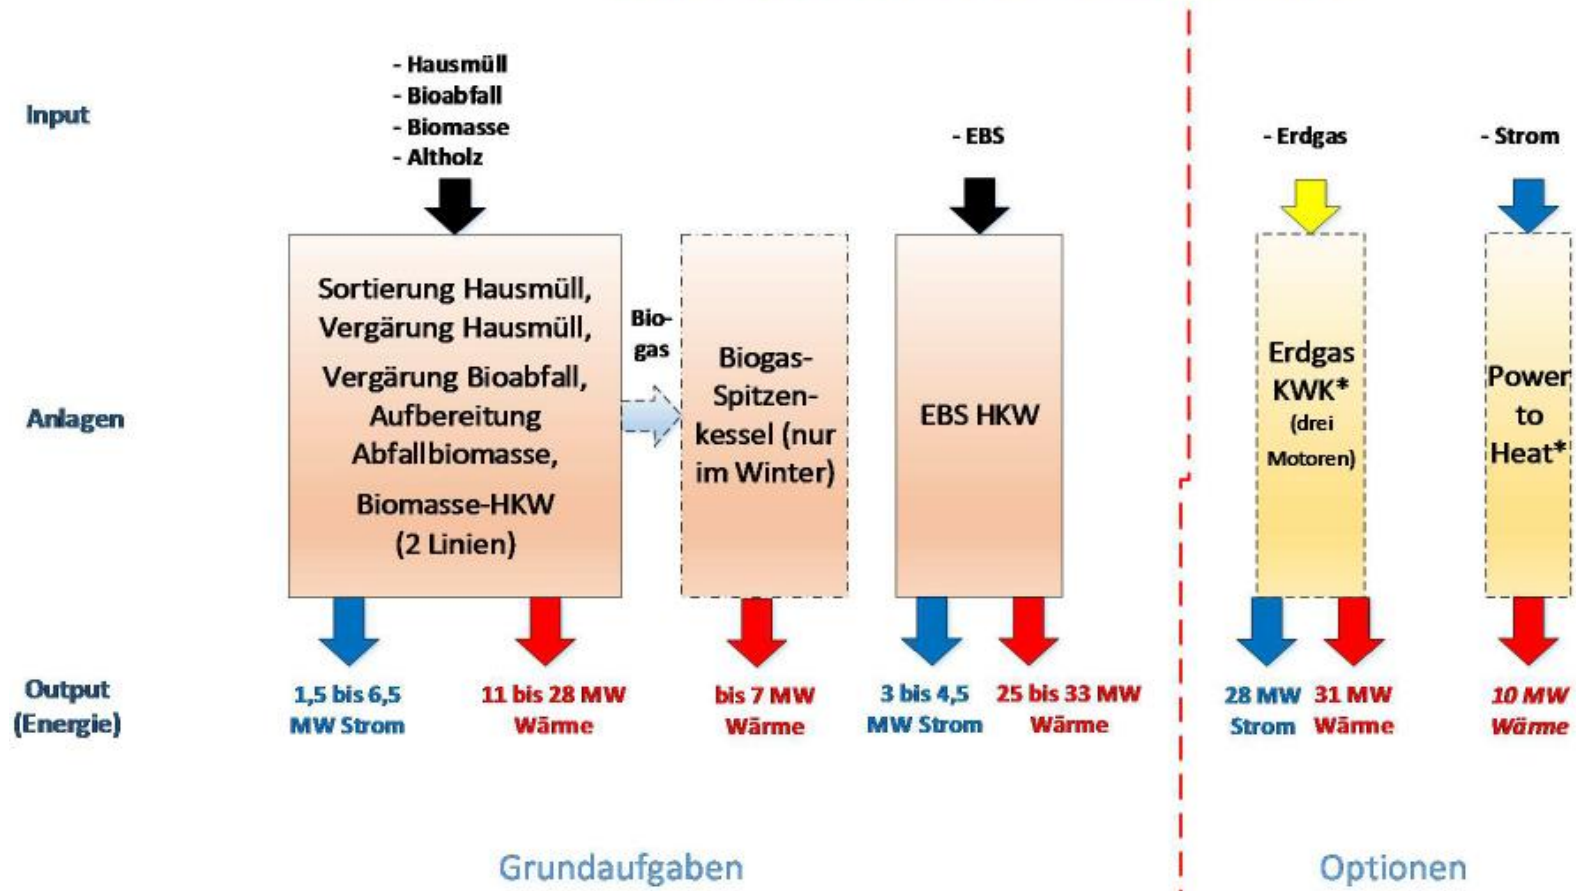 Input
- Hausmüll
- Bioabfall
- Biomasse
- Altholz
- EBS
- Erdgas
- Strom
Anlagen
Sortierung Hausmüll,
Vergärung Hausmüll,
Vergärung Bioabfall,
Aufbereitung
Abfallbiomasse,
Biomasse-HKW
(2 Linien)
Bio-
gas
Biogas-
Spitzen-
kessel (nur
im Winter)
EBS HKW
Erdgas
KWK*
(drei
Motoren)
Power
to
Heat*
Output
(Energie)
1,5 bis 6,5
MW Strom
11 bis 28 MW
Wärme
bis 7 MW
Wärme
3 bis 4,5
MW Strom
25 bis 33 MW
Wärme
28 MW
Strom
31 MW
Wärme
10 MW
Wärme
Grundaufgaben
Optionen